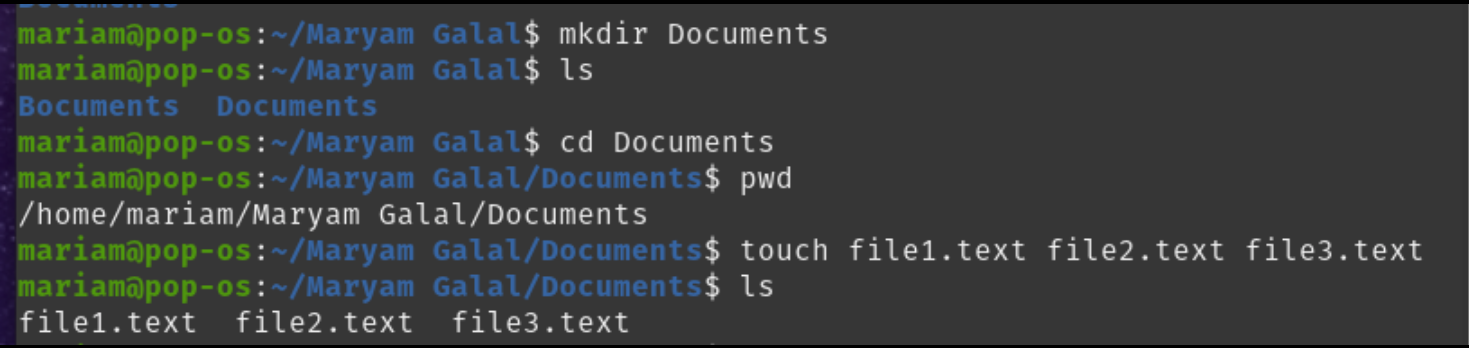 Documents
mariam@pop-os:~/Maryam Galal$ mkdir Documents
mariam@pop-os:~/Maryam Galal$ ls
Bocuments  Documents
mariam@pop-os:~/Maryam Galal$ cd Documents
mariam@pop-os:~/Maryam Galal/Documents$ pwd
/home/mariam/Maryam Galal/Documents
mariam@pop-os:~/Maryam Galal/Documents$ touch file1.text file2.text file3.text
mariam@pop-os:~/Maryam Galal/Documents$ ls
file1.text  file2.text  file3.text